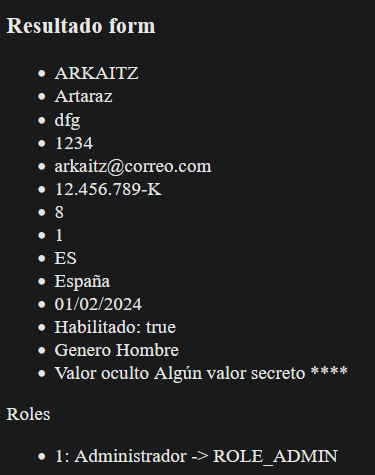 Resultado form
ARKAITZ
Artaraz
dfg
1234
arkaitz@correo.com
12.456.789-K
8
1
ES
España
01/02/2024
Habilitado: true
Genero Hombre
Valor oculto Algún valor secreto ****
Roles
1: Administrador -> ROLE_ADMIN